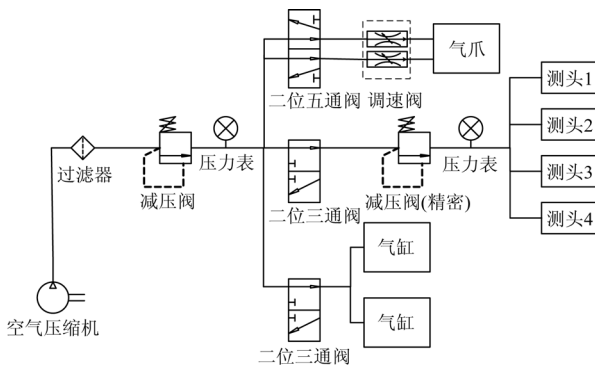 气爪
二位五通阀
调速阀
测头1
测头2
测头3
测头4
过滤器
减压阀
压力表
二位三通阀
减压阀(精密)
压力表
气缸
气缸
空气压缩机
二位三通阀